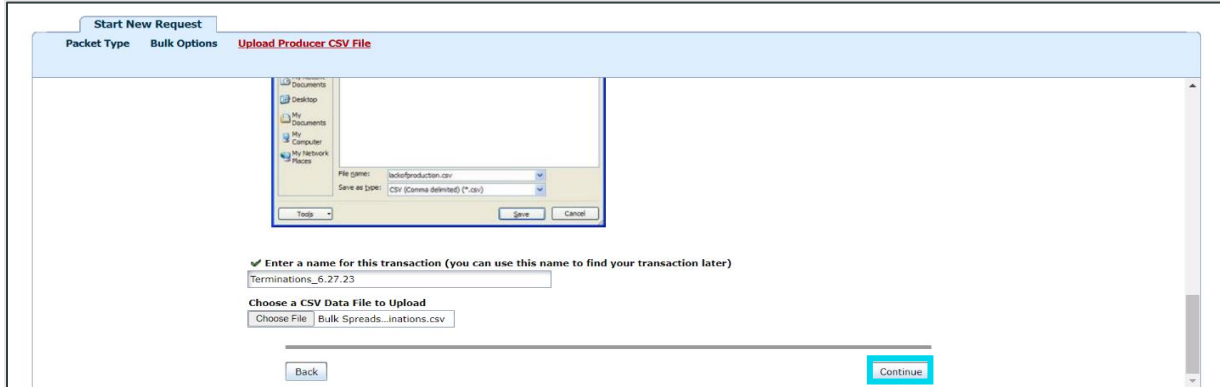 Start New Request
Packet Type Bulk Options Upload Producer CSV File
Documents
Desktop
My Documents
My Computer
My Network Places
File name: lackofproduction.csv
Save as type: CSV (Comma delimited) (*.csv)
Tools Save Cancel
Enter a name for this transaction (you can use this name to find your transaction later)
Terminations_6.27.23
Choose a CSV Data File to Upload
Choose File Bulk Spreads...inations.csv
Back Continue